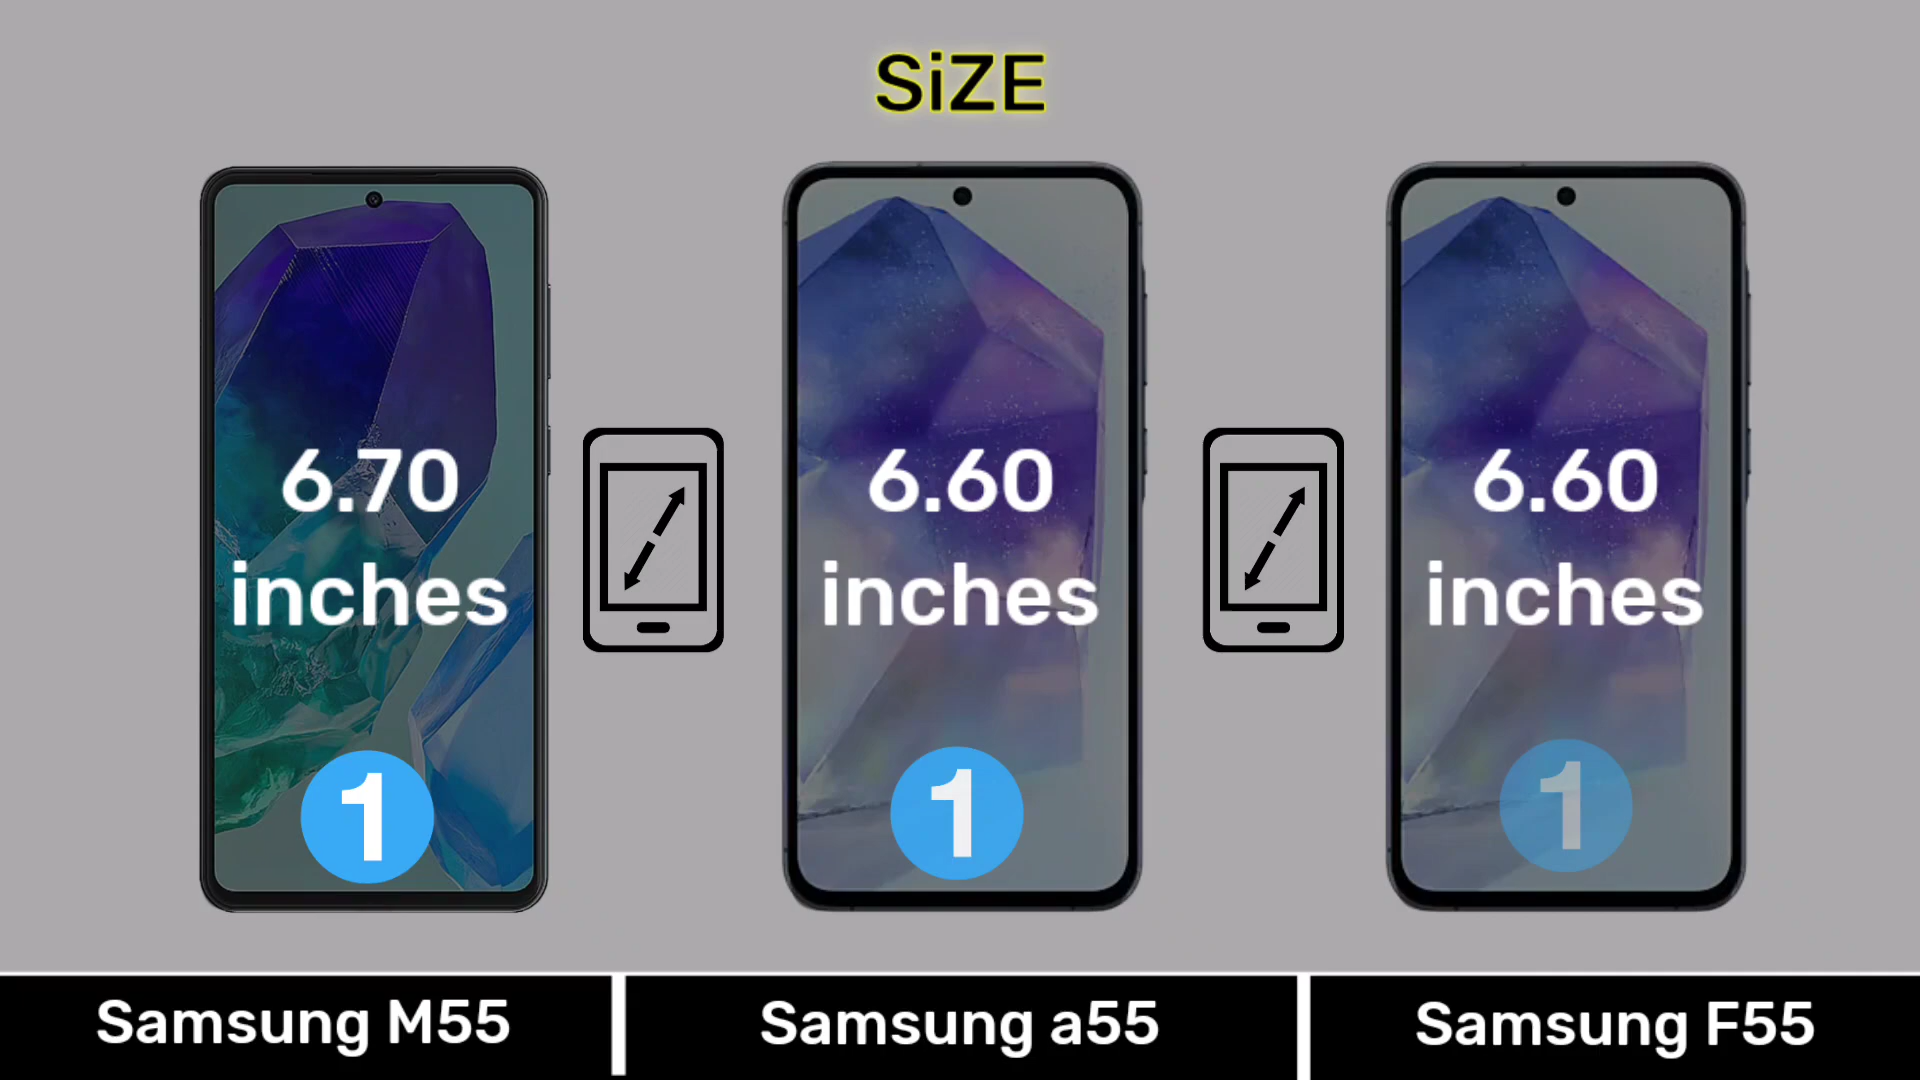 SiZE
6.70
inches
1
6.60
inches
1
6.60
inches
1
Samsung M55
Samsung a55
Samsung F55